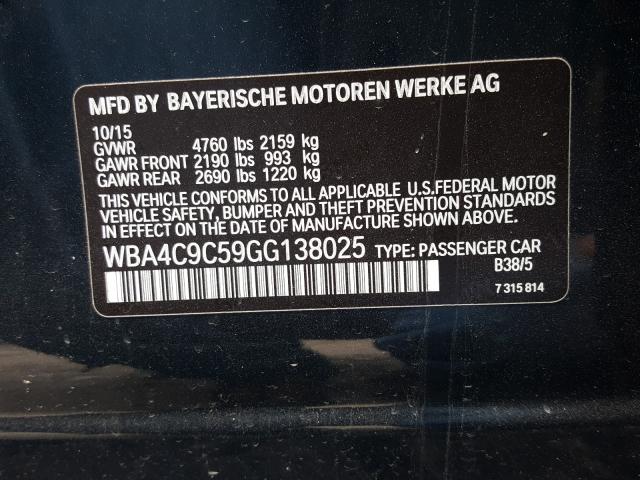 MFD BY BAYERISCHE MOTOREN WERKE AG
10/15
GVWR 4760 lbs 2159 kg
GAWR FRONT 2190 lbs 993 kg
GAWR REAR 2690 lbs 1220 kg
THIS VEHICLE CONFORMS TO ALL APPLICABLE U.S.FEDERAL MOTOR
VEHICLE SAFETY, BUMPER AND THEFT PREVENTION STANDARDS
IN EFFECT ON THE DATE OF MANUFACTURE SHOWN ABOVE.
WBA4C9C59GG138025 TYPE: PASSENGER CAR
B38/5
7 315 814